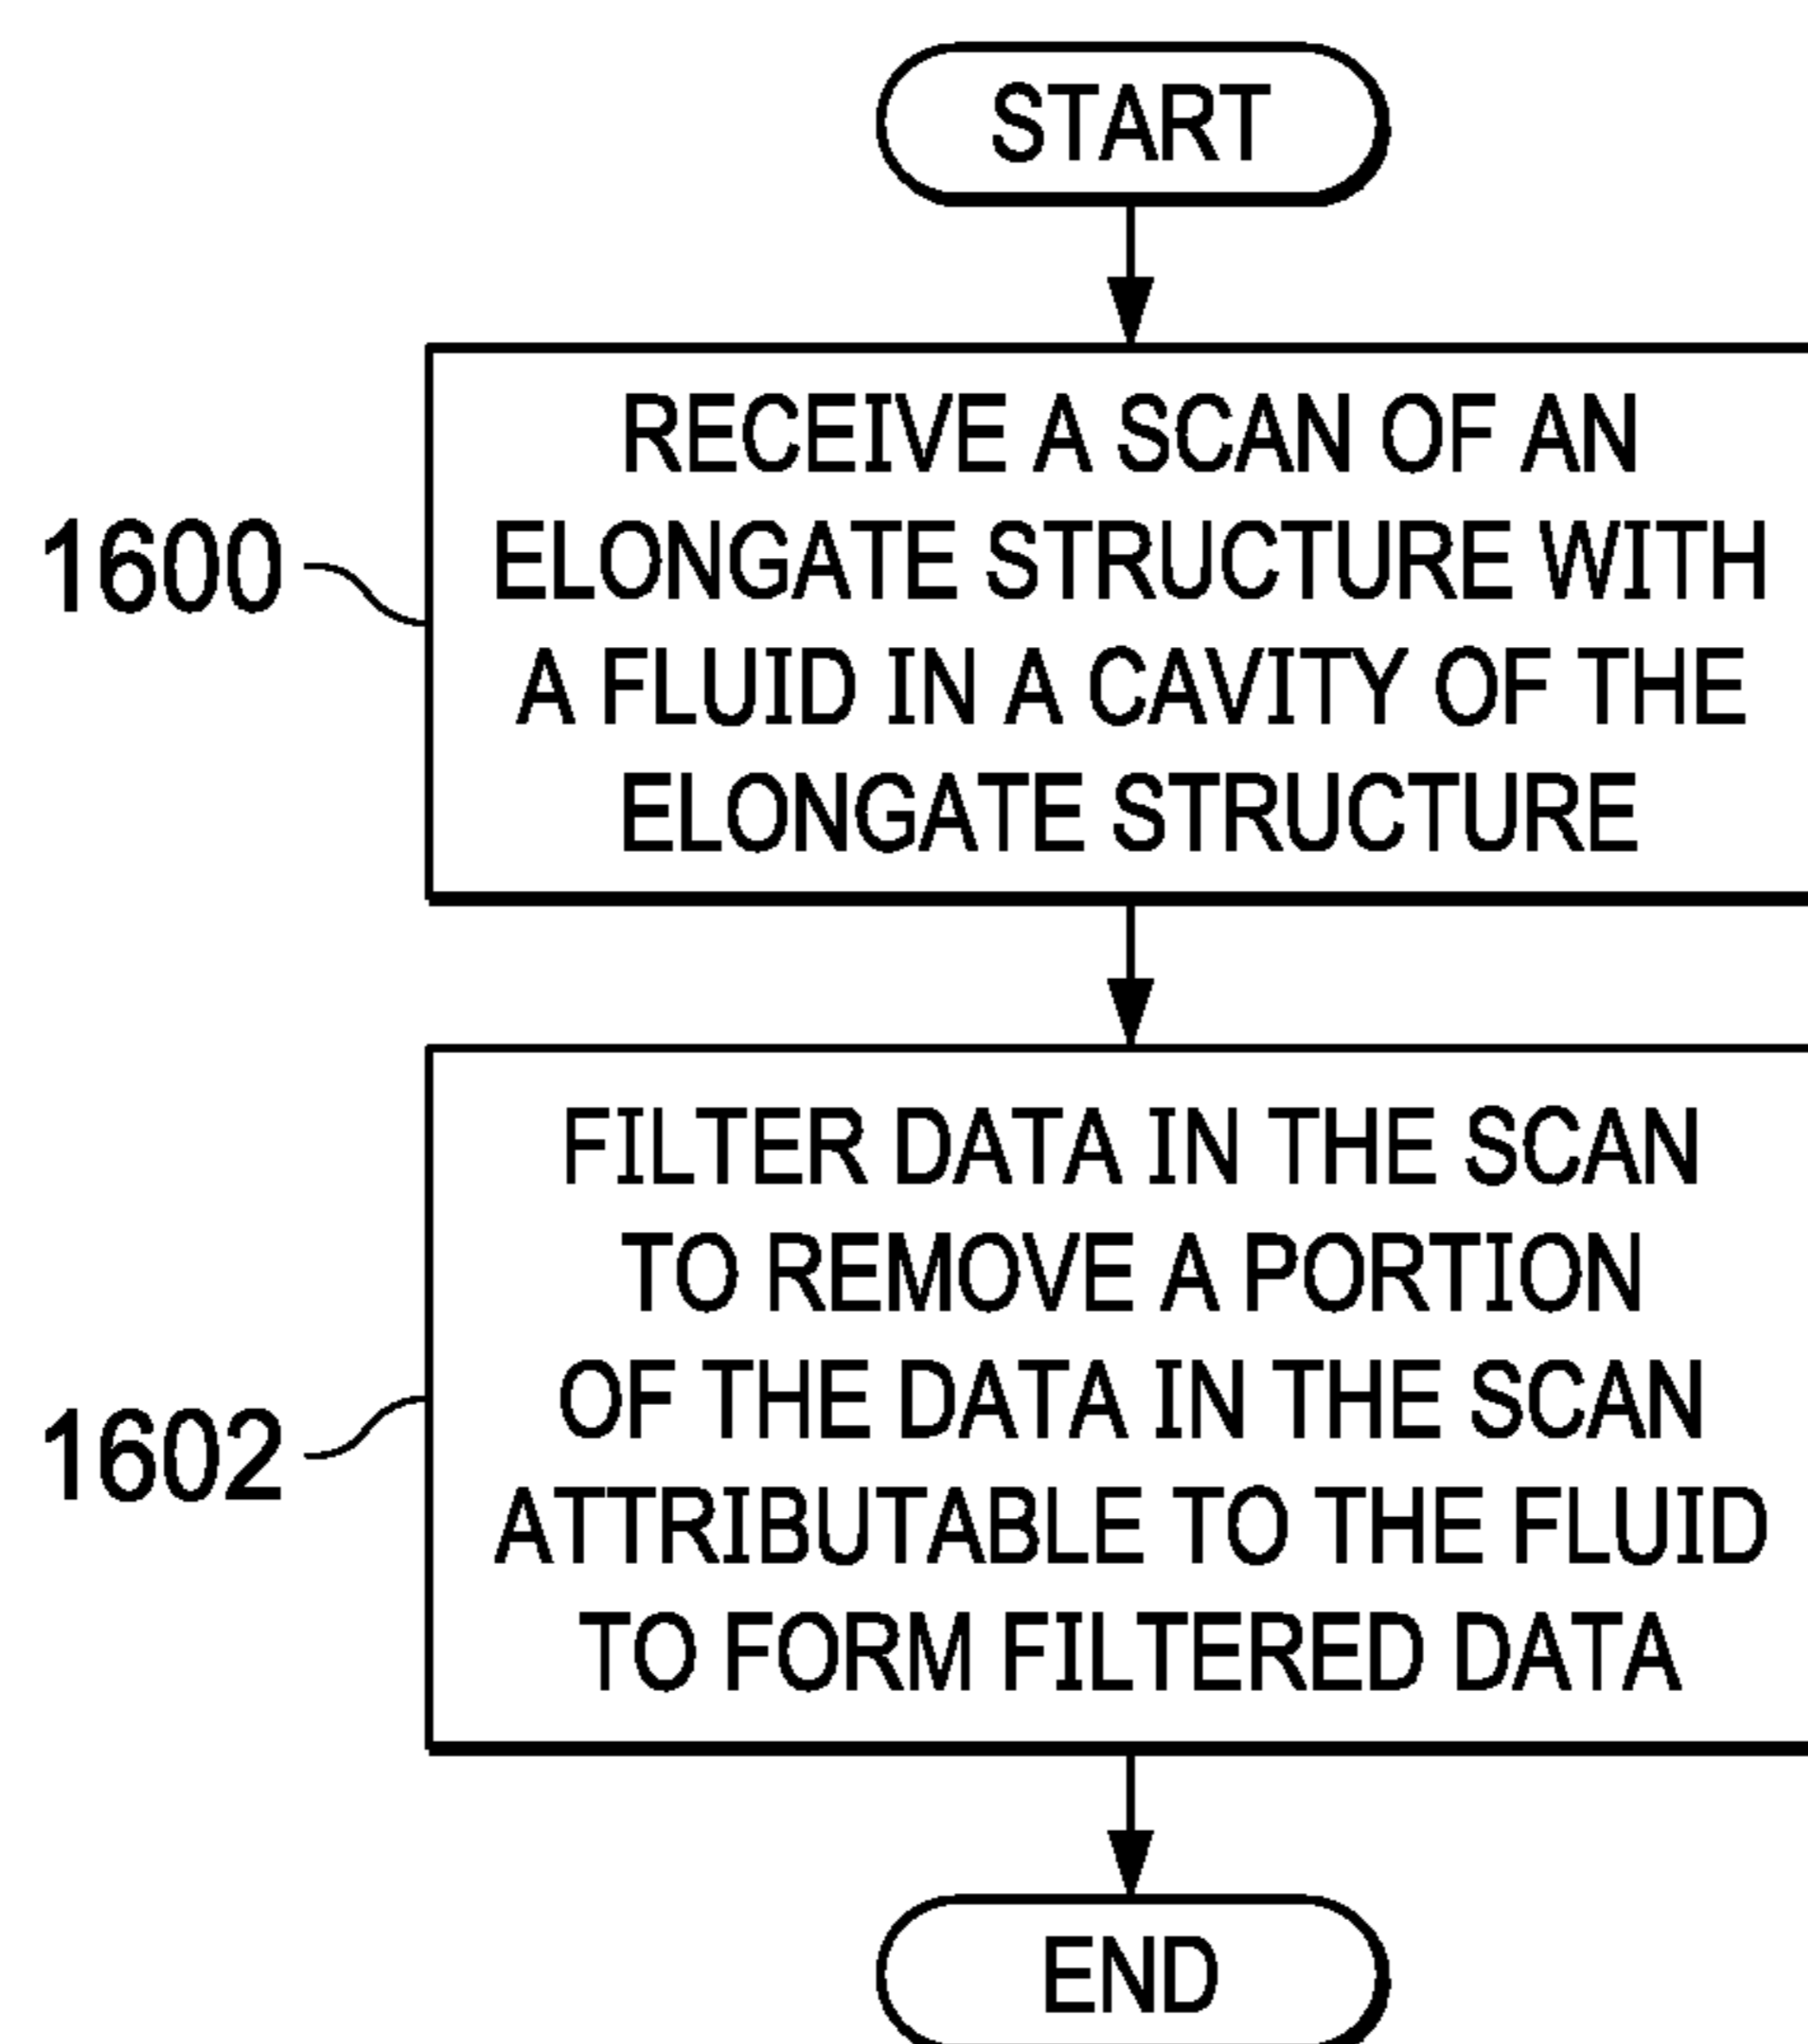 START
RECEIVE A SCAN OF AN
ELONGATE STRUCTURE WITH
A FLUID IN A CAVITY OF THE
ELONGATE STRUCTURE
1600
FILTER DATA IN THE SCAN
TO REMOVE A PORTION
OF THE DATA IN THE SCAN
ATTRIBUTABLE TO THE FLUID
TO FORM FILTERED DATA
1602
END